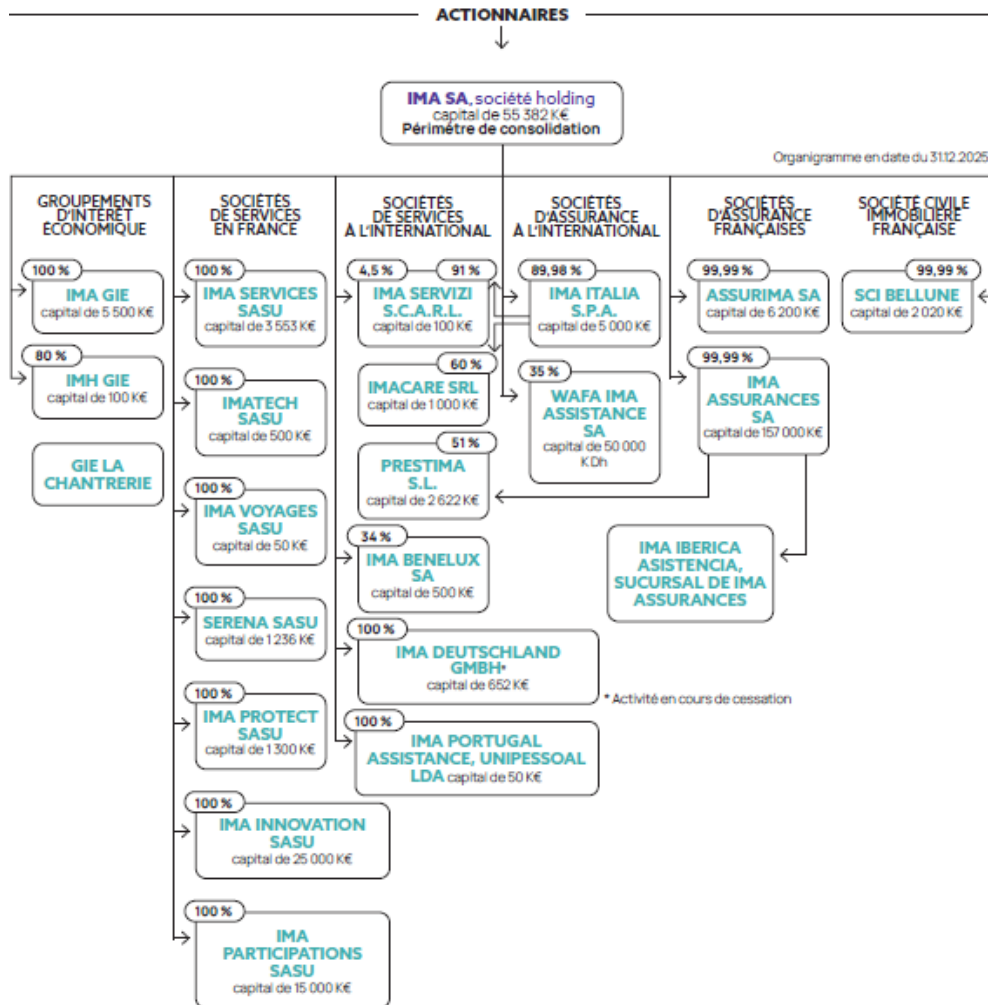 ACTIONNAIRES
IMA SA, société holding
capital de 55 382 K€
Périmètre de consolidation
Organigramme en date du 31.12.2025
GROUPEMENTS
D'INTÉRÊT
ÉCONOMIQUE
100 %
IMA GIE
capital de 5 500 K€
80 %
IMH GIE
capital de 100 K€
GIE LA
CHANTRERIE
SOCIÉTÉS
DE SERVICES
EN FRANCE
100 %
IMA SERVICES
SASU
capital de 3 553 K€
100 %
IMATECH
SASU
capital de 500 K€
100 %
IMA VOYAGES
SASU
capital de 50 K€
100 %
SERENA SASU
capital de 1 236 K€
100 %
IMA PROTECT
SASU
capital de 1 300 K€
100 %
IMA INNOVATION
SASU
capital de 25 000 K€
100 %
IMA
PARTICIPATIONS
SASU
capital de 15 000 K€
SOCIÉTÉS
DE SERVICES
À L'INTERNATIONAL
4,5 % 91 %
IMA SERVIZI
S.C.A.R.L.
capital de 100 K€
60 %
IMACARE SRL
capital de 1 000 K€
51 %
PRESTIMA
S.L.
capital de 2 622 K€
34 %
IMA BENELUX
SA
capital de 500 K€
100 %
IMA DEUTSCHLAND
GMBH*
capital de 652 K€
100 %
IMA PORTUGAL
ASSISTANCE, UNIPESSOAL
LDA capital de 50 K€
SOCIÉTÉS
D'ASSURANCE
À L'INTERNATIONAL
89,98 %
IMA ITALIA
S.P.A.
capital de 5 000 K€
35 %
WAFA IMA
ASSISTANCE
SA
capital de 50 000
K Dh
SOCIÉTÉS
D'ASSURANCE
FRANÇAISES
99,99 %
ASSURIMA SA
capital de 6 200 K€
99,99 %
IMA
ASSURANCES
SA
capital de 157 000 K€
IMA IBERICA
ASISTENCIA,
SUCURSAL DE IMA
ASSURANCES
SOCIÉTÉ CIVILE
IMMOBILIÈRE
FRANÇAISE
99,99 %
SCI BELLUNE
capital de 2 020 K€
* Activité en cours de cessation